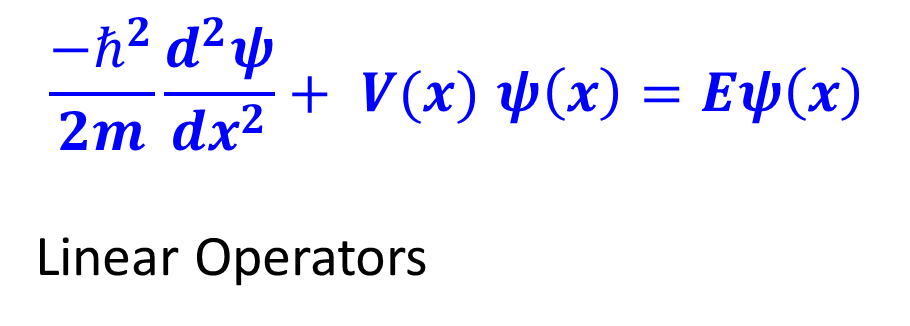 −ℏ²/2m d²ψ/dx² + V(x) ψ(x) = Eψ(x)
Linear Operators